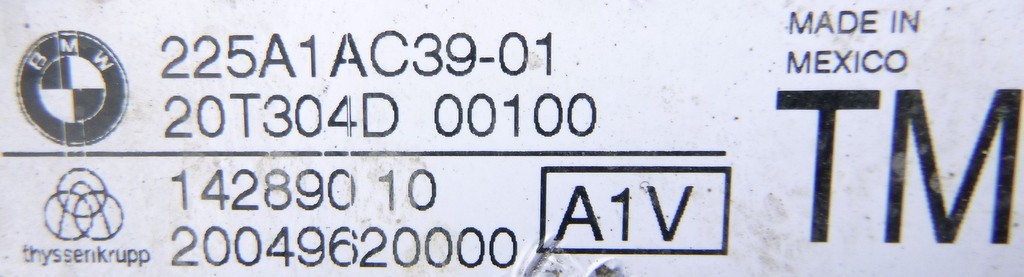 BMW
225A1AC39-01
20T304D 00100
MADE IN
MEXICO
TM
thyssenkrupp
142890 10
20049620000
A1V